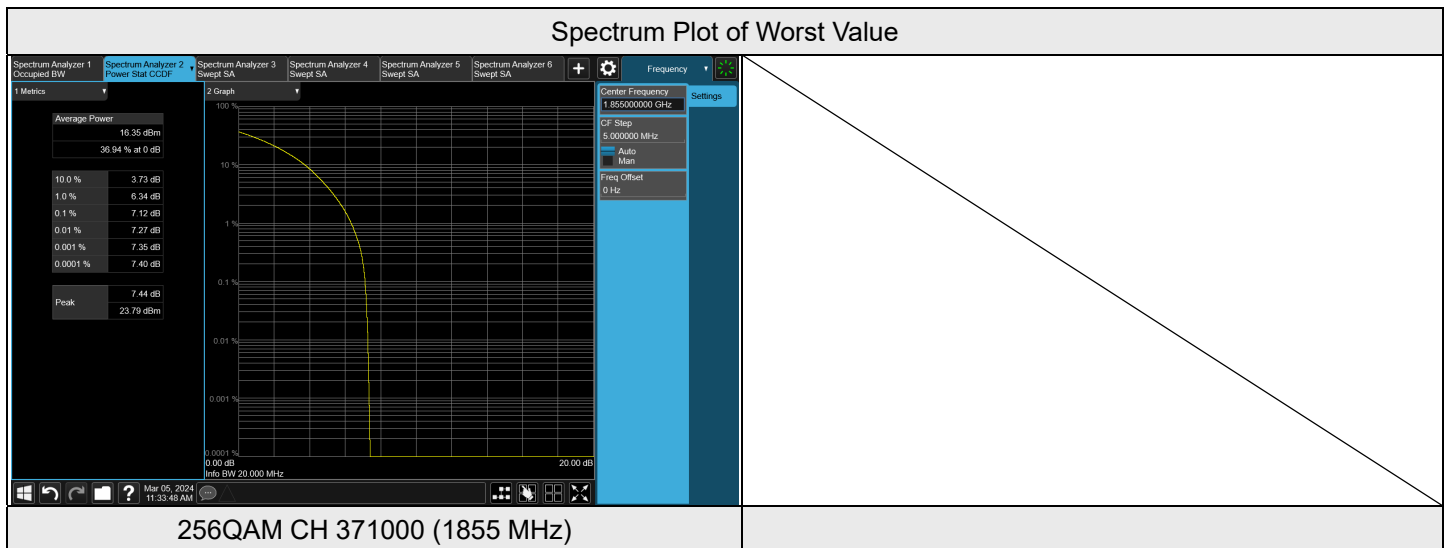 Spectrum Plot of Worst Value
Spectrum Analyzer 1
Occupied BW
Spectrum Analyzer 2
Power Stat CCDF
Spectrum Analyzer 3
Swept SA
Spectrum Analyzer 4
Swept SA
Spectrum Analyzer 5
Swept SA
Spectrum Analyzer 6
Swept SA
+
Frequency
1 Metrics
Average Power
16.35 dBm
36.94 % at 0 dB
10.0 % 3.73 dB
1.0 % 6.34 dB
0.1 % 7.12 dB
0.01 % 7.27 dB
0.001 % 7.35 dB
0.0001 % 7.40 dB
Peak 7.44 dB
23.79 dBm
2 Graph
100 %
10 %
1 %
0.1 %
0.01 %
0.001 %
0.0001 %
0.00 dB 20.00 dB
Info BW 20.000 MHz
Center Frequency
1.855000000 GHz
CF Step
5.000000 MHz
Auto
Man
Freq Offset
0 Hz
Settings
?
Mar 05, 2024
11:33:48 AM
256QAM CH 371000 (1855 MHz)